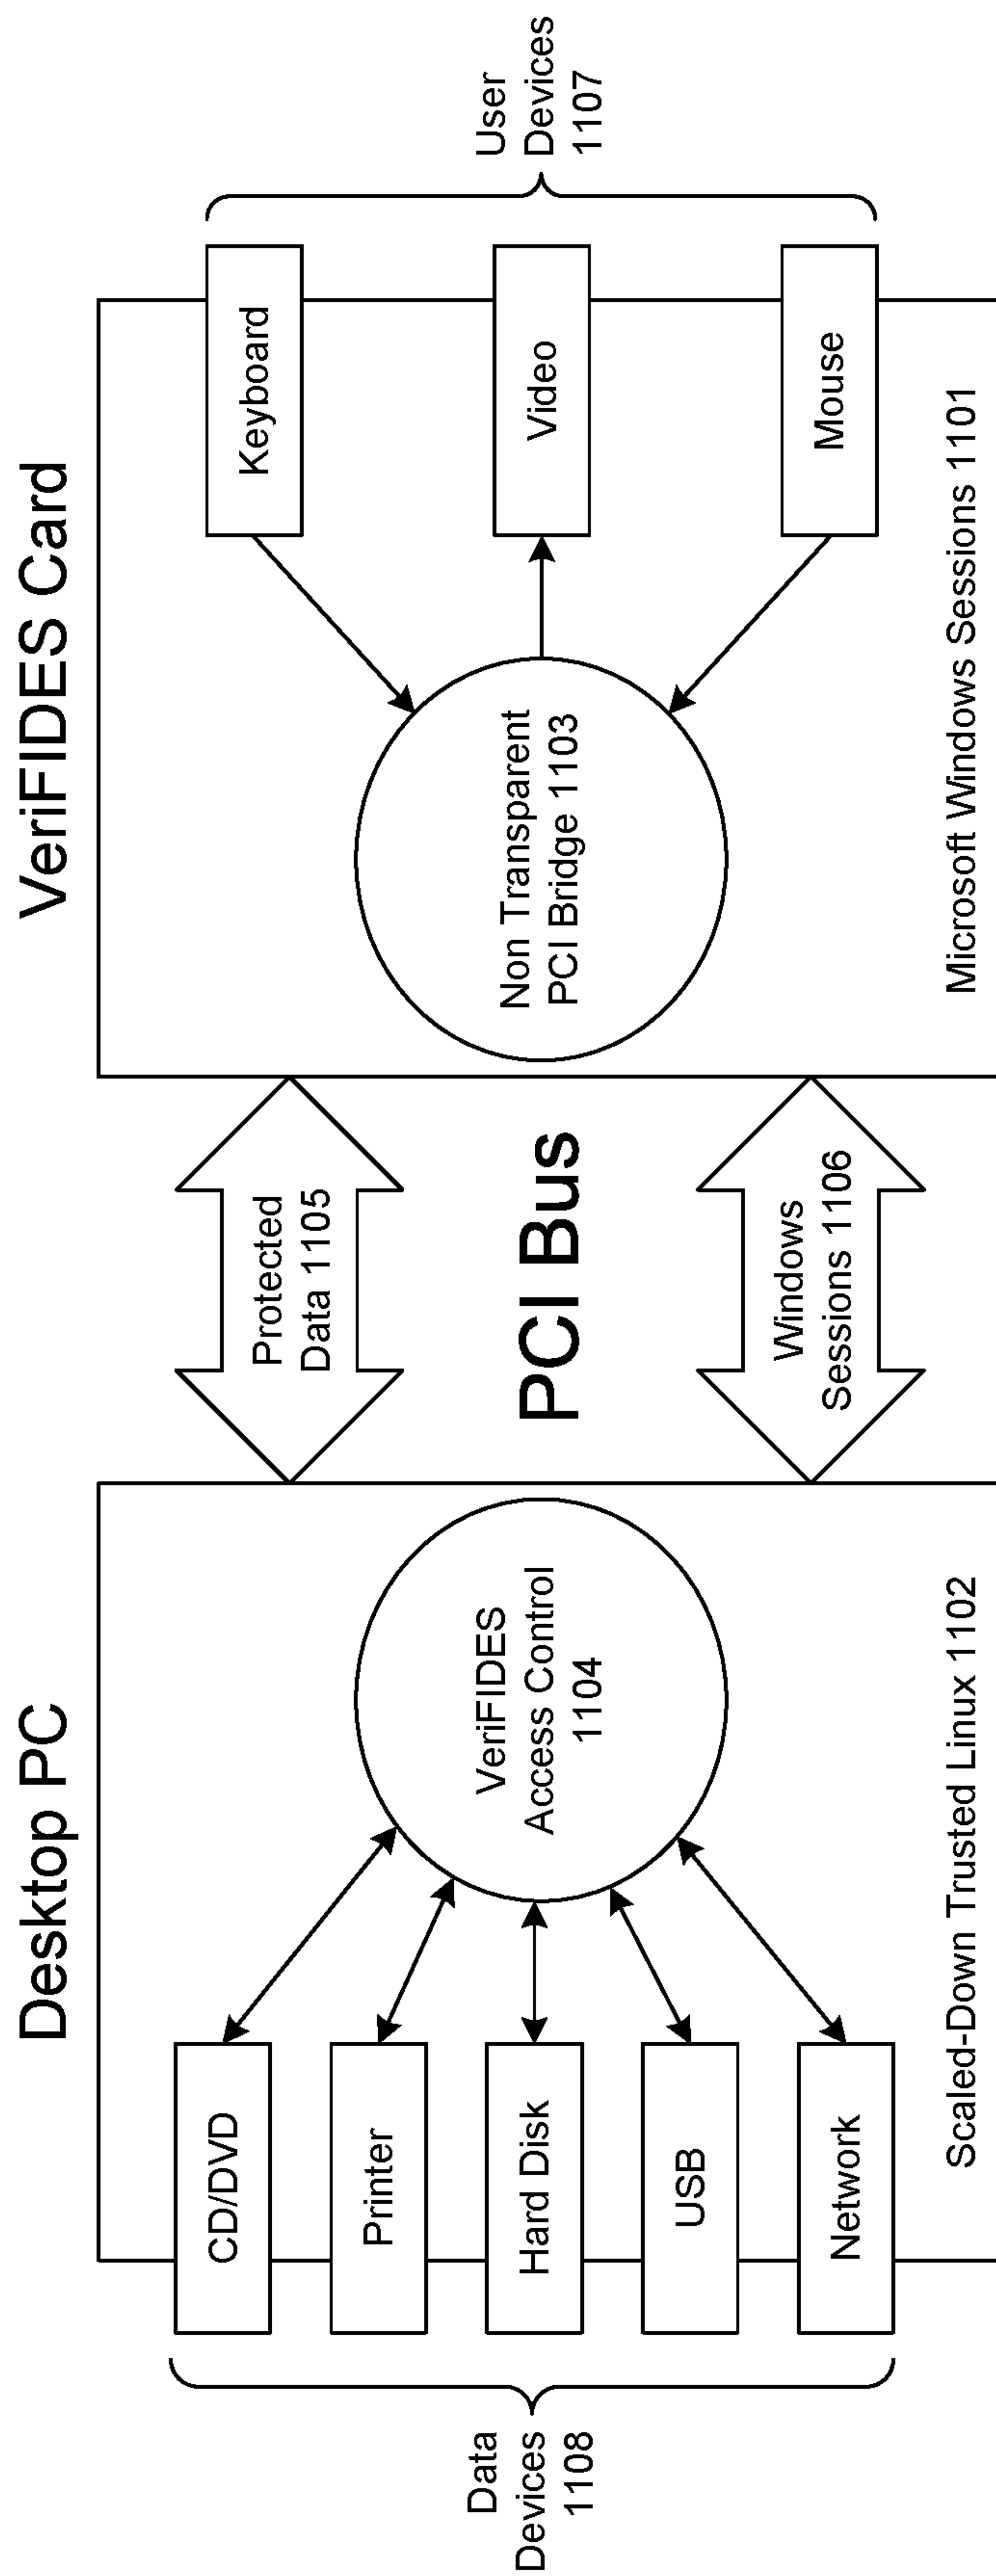 Desktop PC
VeriFIDES Card
Data
Devices
1108
CD/DVD
Printer
Hard Disk
USB
Network
VeriFIDES
Access Control
1104
Scaled-Down Trusted Linux 1102
Protected
Data 1105
PCI Bus
Windows
Sessions 1106
Non Transparent
PCI Bridge 1103
Keyboard
Video
Mouse
Microsoft Windows Sessions 1101
User
Devices
1107